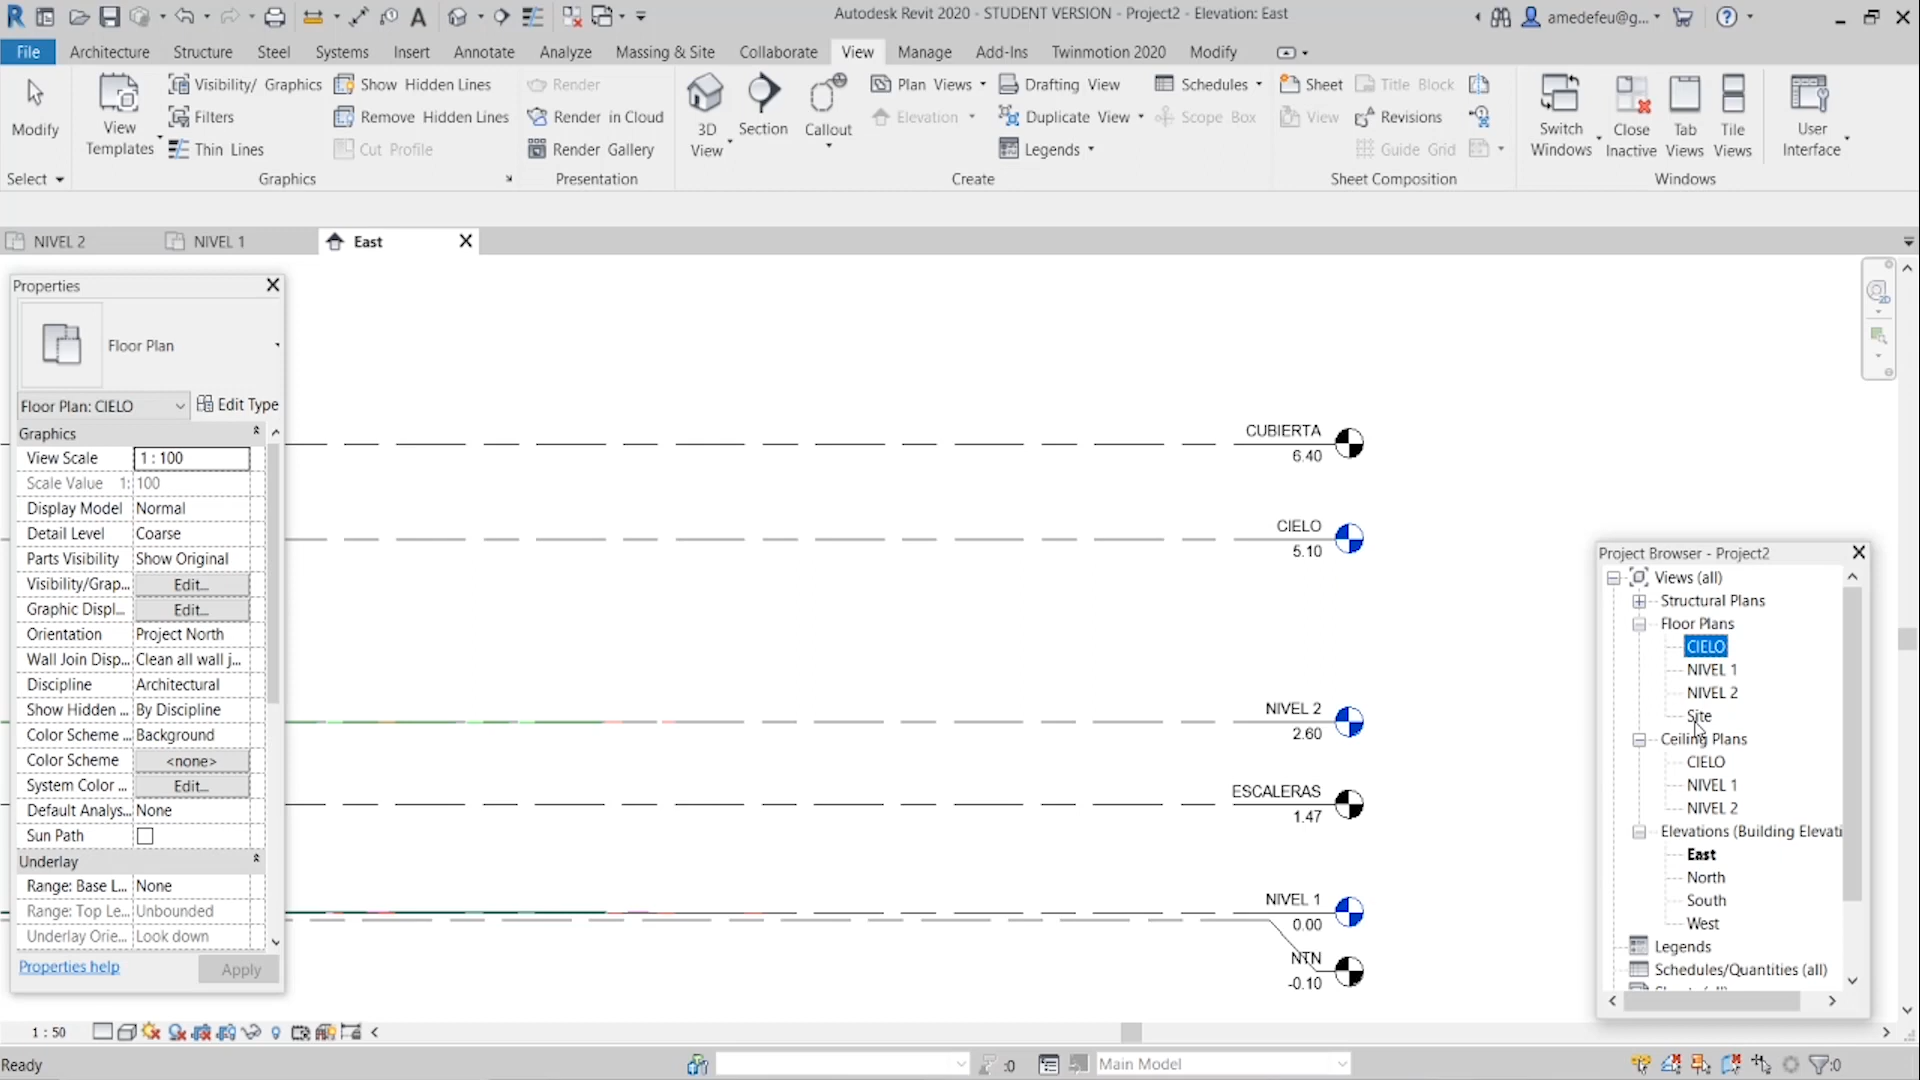 Autodesk Revit 2020 - STUDENT VERSION - Project2 - Elevation: East
amedefeu@g...
File Architecture Structure Steel Systems Insert Annotate Analyze Massing & Site Collaborate View Manage Add-Ins Twinmotion 2020 Modify
Modify
Select
View Templates
Visibility/ Graphics
Filters
Thin Lines
Show Hidden Lines
Remove Hidden Lines
Cut Profile
Graphics
Render
Render in Cloud
Render Gallery
Presentation
3D View
Section
Callout
Plan Views
Elevation
Drafting View
Duplicate View
Legends
Schedules
Scope Box
Create
Sheet
View
Title Block
Revisions
Guide Grid
Sheet Composition
Switch Windows
Close Inactive
Tab Views
Tile Views
Windows
User Interface
NIVEL 2
NIVEL 1
East
Properties
Floor Plan
Floor Plan: CIELO
Edit Type
Graphics
View Scale 1 : 100
Scale Value 1: 100
Display Model Normal
Detail Level Coarse
Parts Visibility Show Original
Visibility/Grap... Edit...
Graphic Displ... Edit...
Orientation Project North
Wall Join Disp... Clean all wall j...
Discipline Architectural
Show Hidden ... By Discipline
Color Scheme ... Background
Color Scheme <none>
System Color ... Edit...
Default Analys... None
Sun Path
Underlay
Range: Base L... None
Range: Top Le... Unbounded
Underlay Orie... Look down
Properties help
Apply
CUBIERTA
6.40
CIELO
5.10
NIVEL 2
2.60
ESCALERAS
1.47
NIVEL 1
0.00
NTN
-0.10
Project Browser - Project2
Views (all)
Structural Plans
Floor Plans
CIELO
NIVEL 1
NIVEL 2
Site
Ceiling Plans
CIELO
NIVEL 1
NIVEL 2
Elevations (Building Elevati
East
North
South
West
Legends
Schedules/Quantities (all)
1 : 50
Ready
:0
Main Model
:0